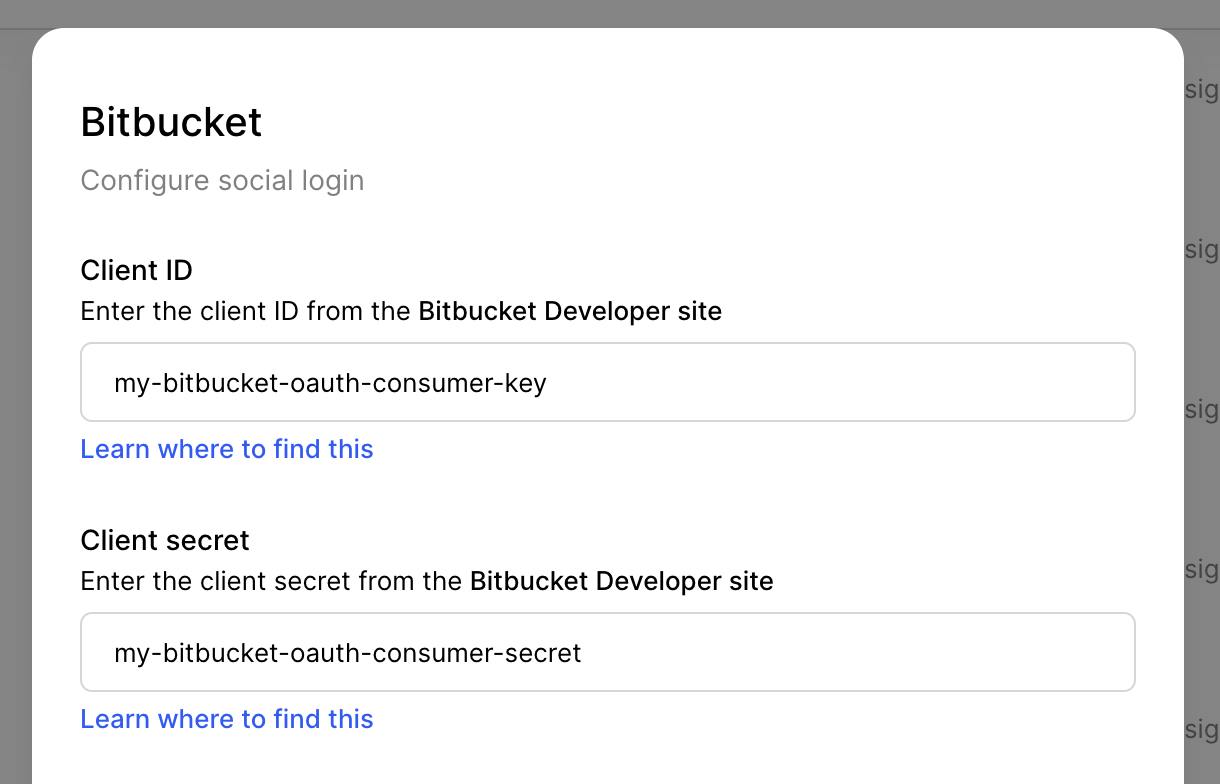 Bitbucket
Configure social login
Client ID
Enter the client ID from the Bitbucket Developer site
my-bitbucket-oauth-consumer-key
Learn where to find this
Client secret
Enter the client secret from the Bitbucket Developer site
my-bitbucket-oauth-consumer-secret
Learn where to find this
sig
sig
sig
sig
sig